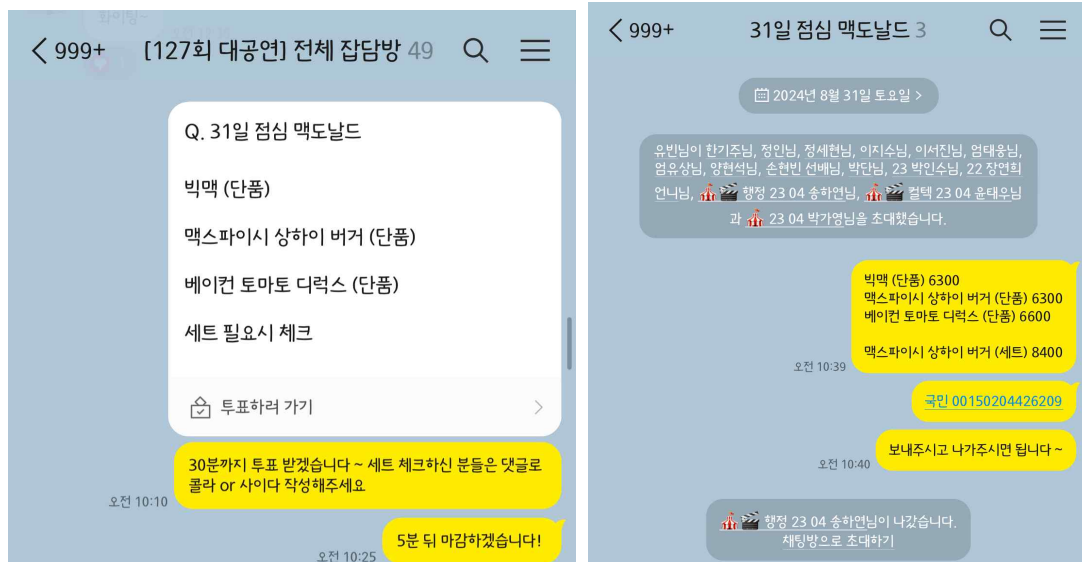 화이팅~
999+
[127회 대공연] 전체 잡담방 49
Q. 31일 점심 맥도날드
빅맥 (단품)
맥스파이시 상하이 버거 (단품)
베이컨 토마토 디럭스 (단품)
세트 필요시 체크
투표하러 가기
30분까지 투표 받겠습니다 ~ 세트 체크하신 분들은 댓글로
콜라 or 사이다 작성해주세요
오전 10:10
5분 뒤 마감하겠습니다!
오전 10:25
999+
31일 점심 맥도날드 3
2024년 8월 31일 토요일
유빈님이 한기주님, 정인님, 정세현님, 이지수님, 이서진님, 엄태웅님,
엄유상님, 양현석님, 손현빈 선배님, 박단님, 23 박인수님, 22 장연희
언니님, 🎪🎬 행정 23 04 송하연님, 🎪🎬 컬텍 23 04 윤태우님
과 🎪 23 04 박가영님을 초대했습니다.
빅맥 (단품) 6300
맥스파이시 상하이 버거 (단품) 6300
베이컨 토마토 디럭스 (단품) 6600
맥스파이시 상하이 버거 (세트) 8400
오전 10:39
국민 00150204426209
보내주시고 나가주시면 됩니다 ~
오전 10:40
🎪🎬 행정 23 04 송하연님이 나갔습니다.
채팅방으로 초대하기